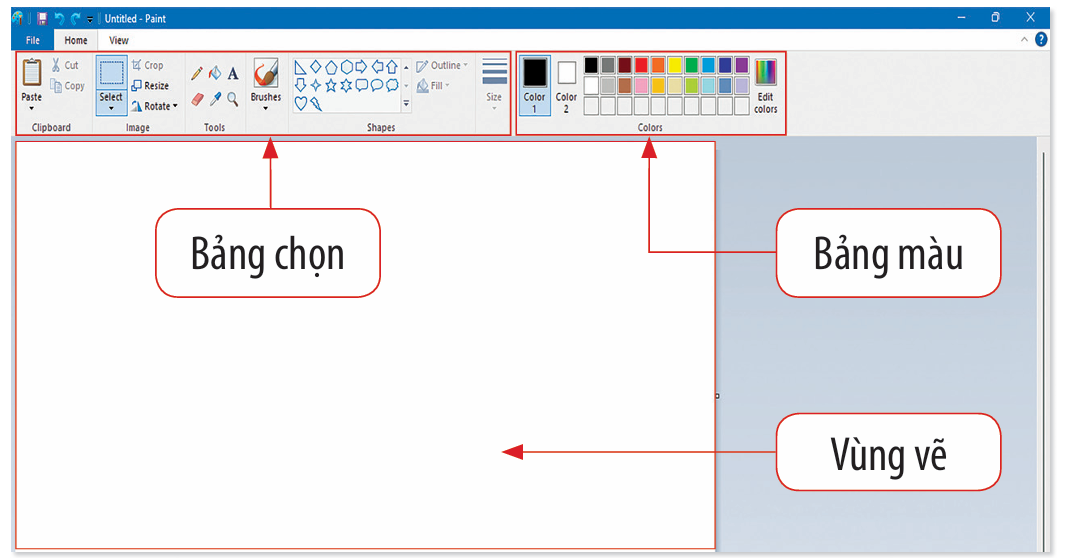 Untitled - Paint
File Home View
Cut Crop Outline
Copy Resize Fill
Paste Select Rotate Brushes Size Color 1 Color 2 Edit colors
Clipboard Image Tools Shapes Colors
A
Bảng chọn
Bảng màu
Vùng vẽ